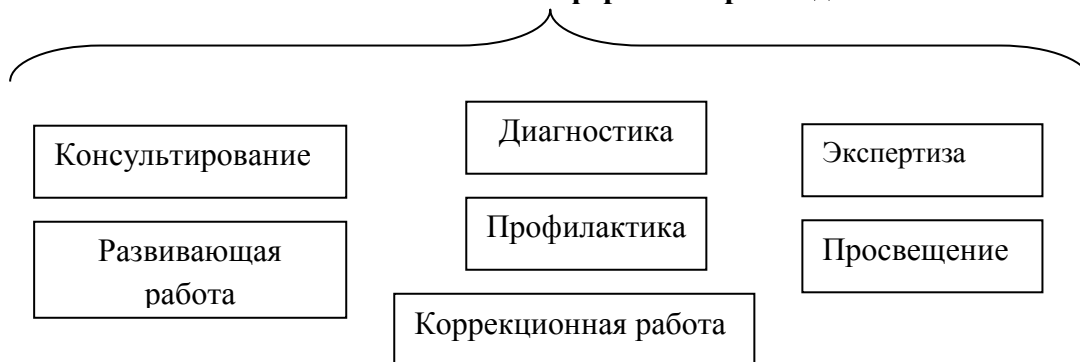 Консультирование
Диагностика
Экспертиза
Развивающая
работа
Профилактика
Просвещение
Коррекционная работа